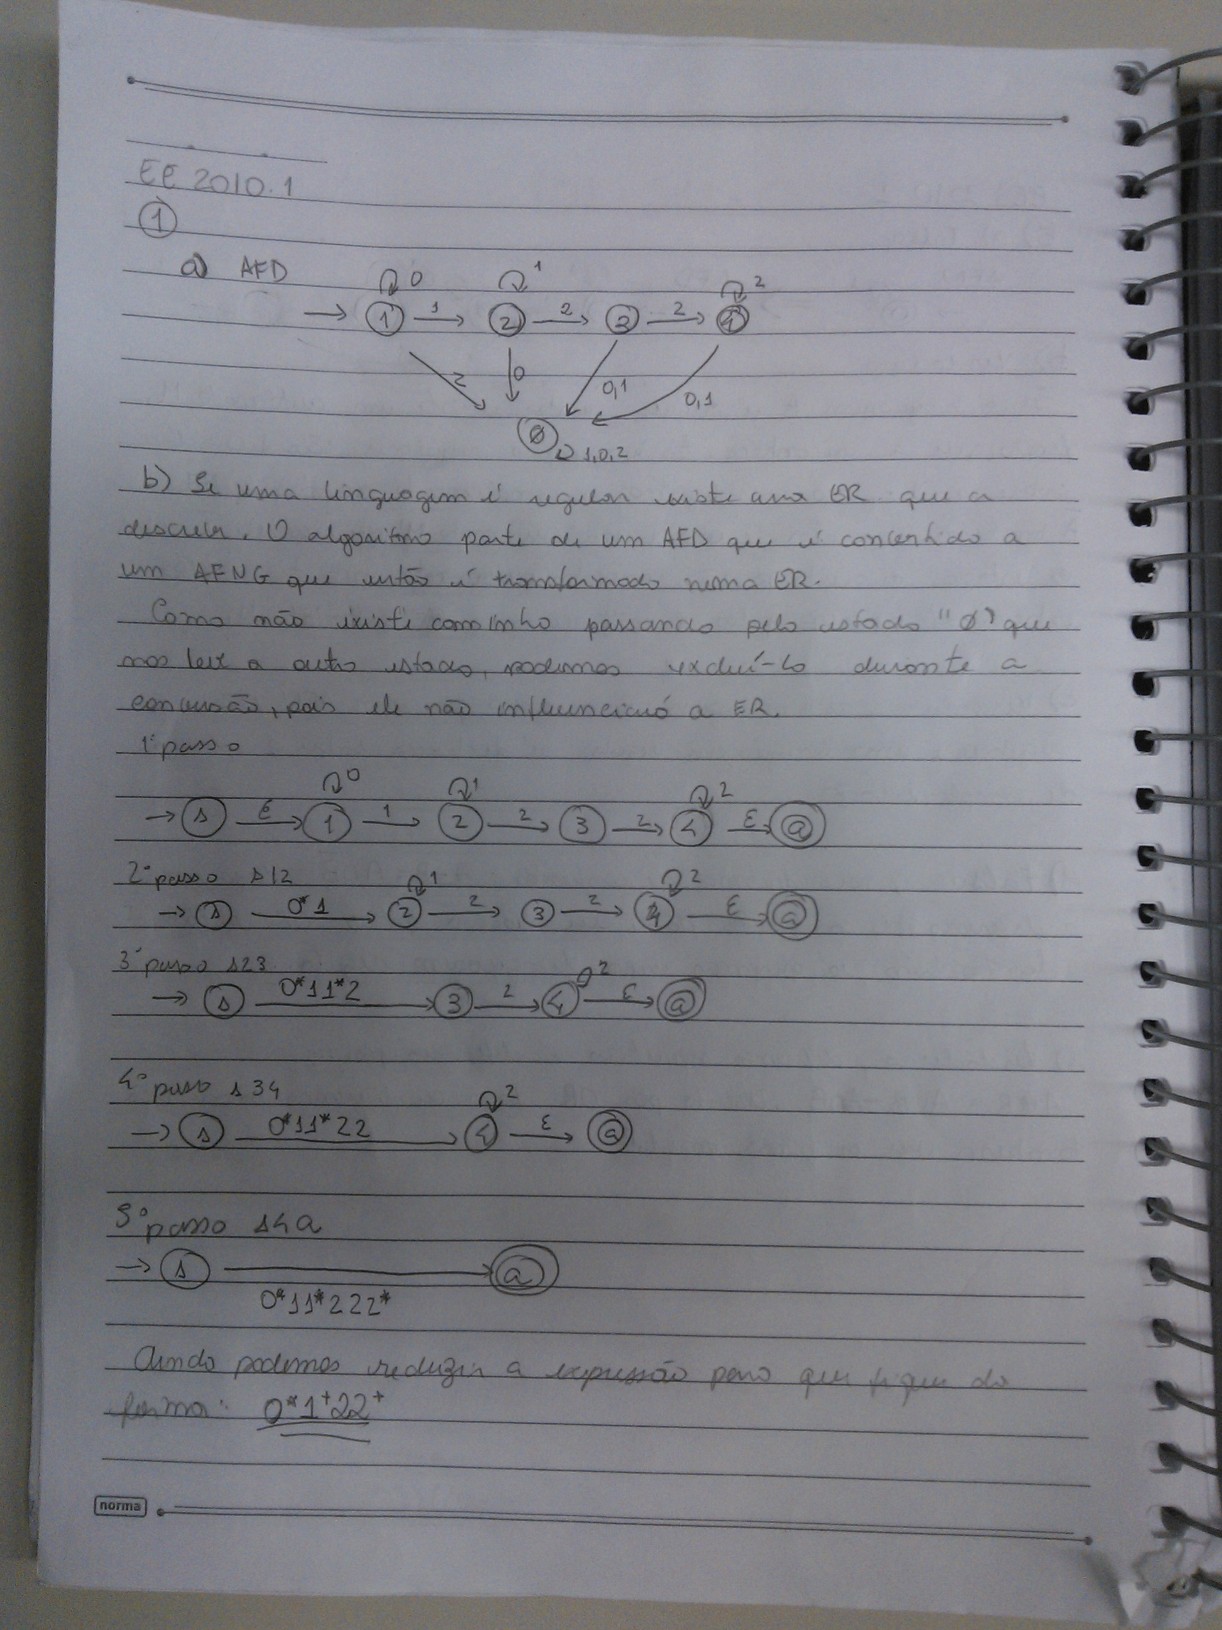 EE 2010.1
1
a) AFD
0 1 2
→ 1 1→ 2 2→ 3 2→ 4
2 0 0,1 0,1
Ø 1,0,2
b) Se uma linguagem é regular existe uma ER que a
descreve. O algoritmo parte de um AFD que é convertido a
um AFNG que então é transformado numa ER.
Como não existe caminho passando pelo estado "Ø" que
nos leve a outro estado, podemos excluí-lo durante a
conversão, pois ele não influenciará a ER.
1º passo
0 1 2
→ s ε→ 1 1→ 2 2→ 3 2→ 4 ε→ a
2º passo s12
1 2
→ s 0*1→ 2 2→ 3 2→ 4 ε→ a
3º passo s23
2
→ s 0*11*2→ 3 2→ 4 ε→ a
4º passo s34
2
→ s 0*11*22→ 4 ε→ a
5º passo s4a
→ s → a
0*11*222*
Ainda podemos reduzir a expressão para que fique da
forma: 0*1+22+
norma